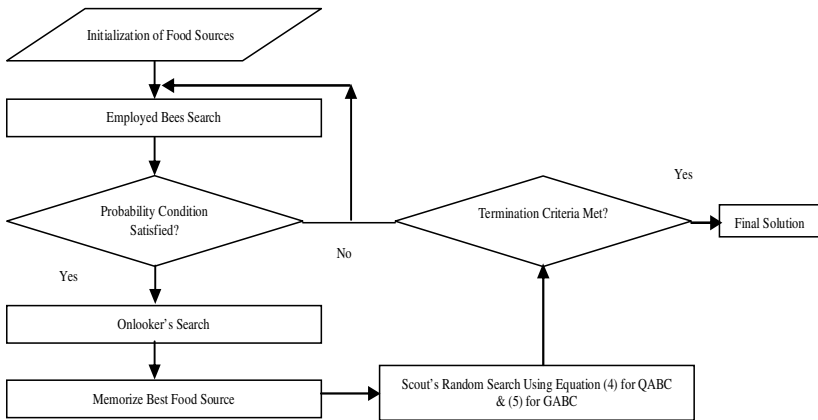 Initialization of Food Sources
Employed Bees Search
Probability Condition
Satisfied?
Yes
No
Onlooker's Search
Memorize Best Food Source
Scout's Random Search Using Equation (4) for QABC
& (5) for GABC
Termination Criteria Met?
Yes
Final Solution